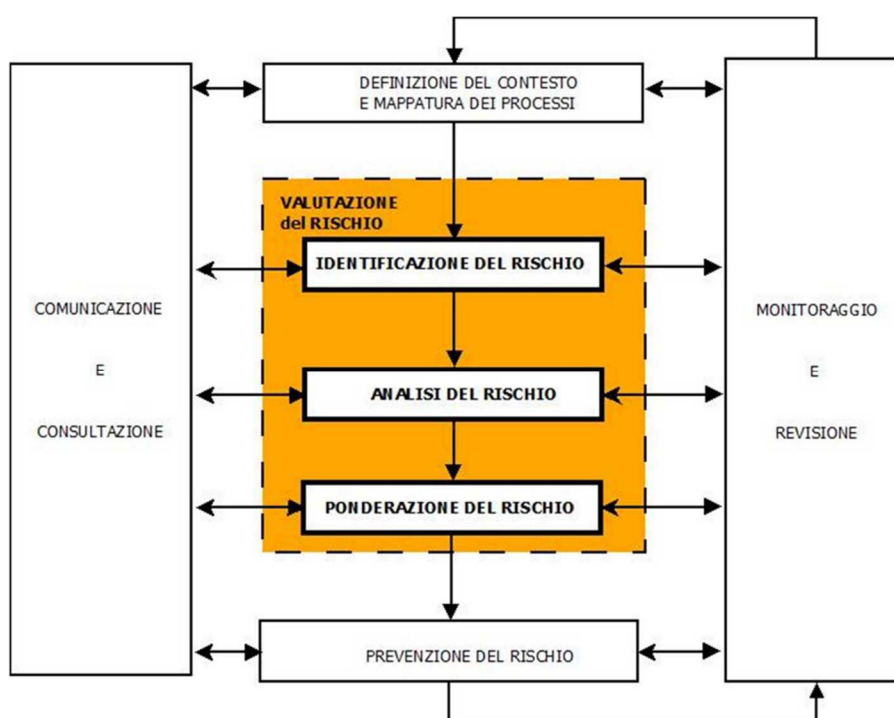 DEFINIZIONE DEL CONTESTO
E MAPPATURA DEI PROCESSI
VALUTAZIONE
del RISCHIO
IDENTIFICAZIONE DEL RISCHIO
ANALISI DEL RISCHIO
PONDERAZIONE DEL RISCHIO
PREVENZIONE DEL RISCHIO
COMUNICAZIONE
E
CONSULTAZIONE
MONITORAGGIO
E
REVISIONE